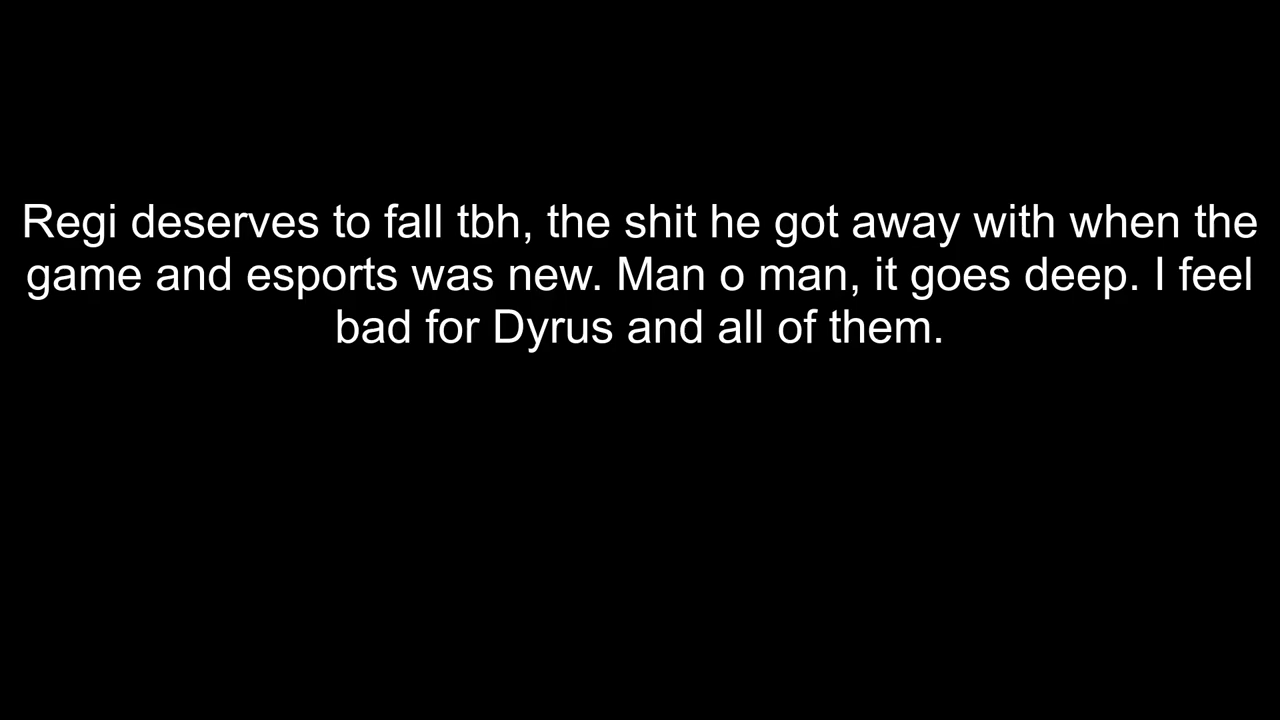 Regi deserves to fall tbh, the shit he got away with when the
game and esports was new. Man o man, it goes deep. I feel
bad for Dyrus and all of them.